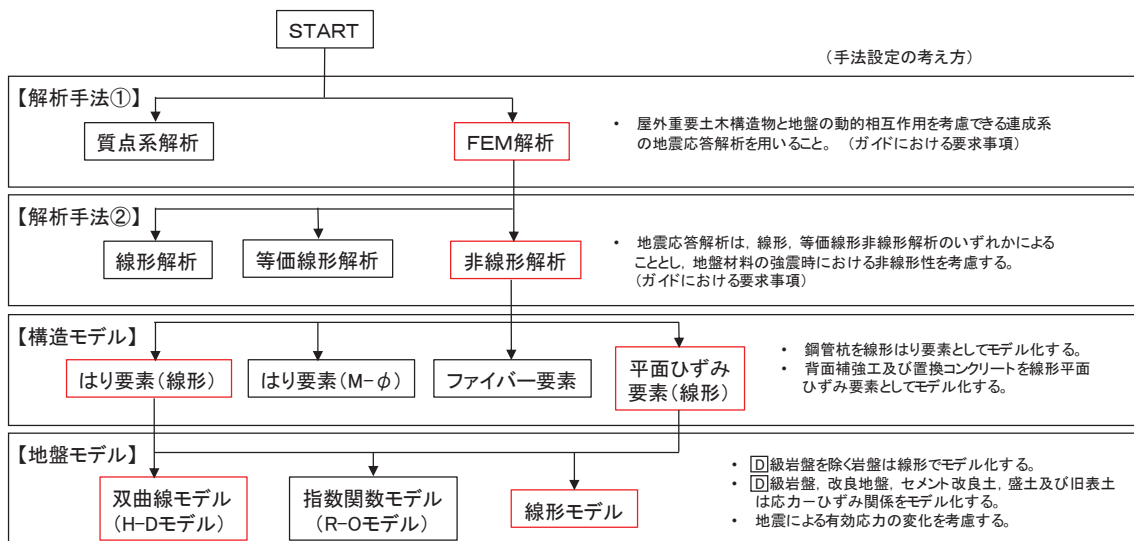 START
(手法設定の考え方)
【解析手法①】
質点系解析
FEM解析
・ 屋外重要土木構造物と地盤の動的相互作用を考慮できる連成系
の地震応答解析を用いること。 (ガイドにおける要求事項)
【解析手法②】
線形解析
等価線形解析
非線形解析
・ 地震応答解析は, 線形, 等価線形非線形解析のいずれかによる
こととし, 地盤材料の強震時における非線形性を考慮する。
(ガイドにおける要求事項)
【構造モデル】
はり要素(線形)
はり要素(M-φ)
ファイバー要素
平面ひずみ
要素(線形)
・ 鋼管杭を線形はり要素としてモデル化する。
・ 背面補強工及び置換コンクリートを線形平面
ひずみ要素としてモデル化する。
【地盤モデル】
双曲線モデル
(H-Dモデル)
指数関数モデル
(R-Oモデル)
線形モデル
・ D級岩盤を除く岩盤は線形でモデル化する。
・ D級岩盤, 改良地盤, セメント改良土, 盛土及び旧表土
は応力ーひずみ関係をモデル化する。
・ 地震による有効応力の変化を考慮する。